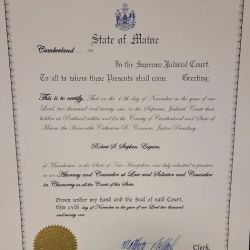 State of Maine
Cumberland, ss
In the Supreme Judicial Court.
To all to whom these Presents shall come Greeting:
This is to certify, That on the 15th day of November in the year of our
Lord, two thousand and twenty-one, in the Supreme Judicial Court then
holden at Portland within and for the County of Cumberland and State of
Maine, the Honorable Catherine R. Connors, Justice Presiding
Robert S. Stephen, Esquire,
of Manchester, in the State of New Hampshire, was duly admitted to practice
as an Attorney and Counselor at Law and Solicitor and Counselor
in Chancery in all the Courts of this State
Given under my hand and the Seal of said Court,
this 15th day of November in the year of our Lord two thousand
and twenty-one.
Clerk